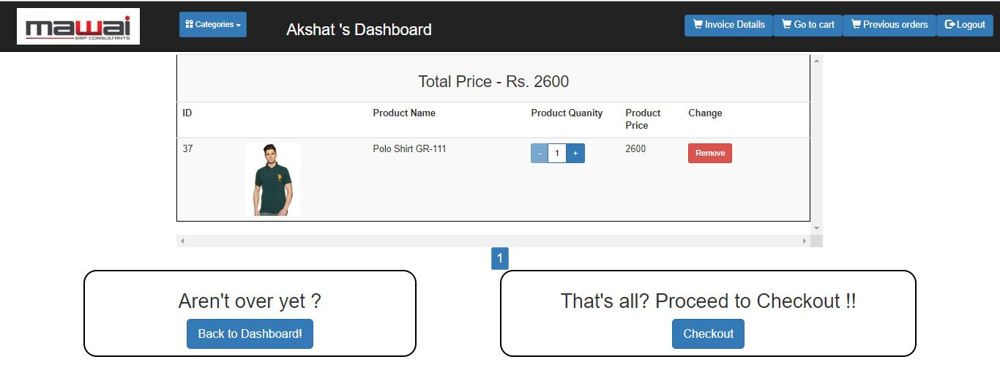 mawai
ERP CONSULTANTS
Categories
Akshat 's Dashboard
Invoice Details
Go to cart
Previous orders
Logout
Total Price - Rs. 2600
ID Product Name Product Quanity Product Price Change
37 Polo Shirt GR-111 - 1 + 2600 Remove
1
Aren't over yet ?
Back to Dashboard!
That's all? Proceed to Checkout !!
Checkout